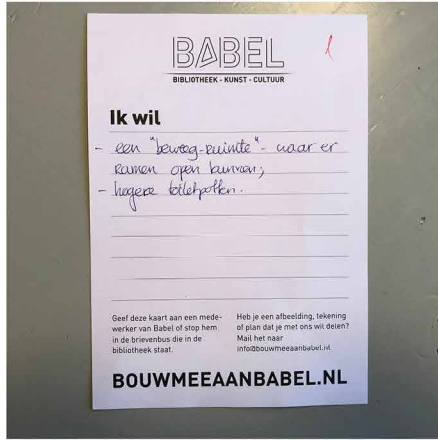 BABEL
BIBLIOTHEEK - KUNST - CULTUUR
Ik wil
- een "beweeg-ruimte" - waar er
ramen open kunnen;
- hogere toiletpotten.
Geef deze kaart aan een mede-
werker van Babel of stop hem
in de brievenbus die in de
bibliotheek staat.
Heb je een afbeelding, tekening
of plan dat je met ons wil delen?
Mail het naar
info@bouwmeeaanbabel.nl
BOUWMEEAANBABEL.NL